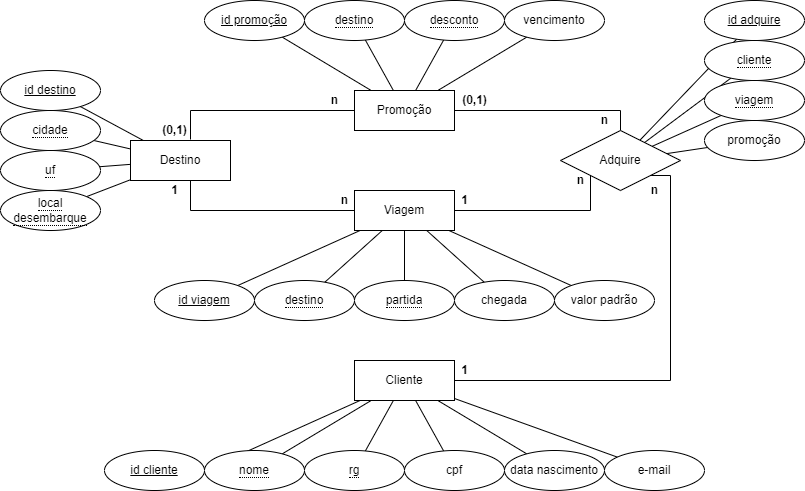 id promoção
destino
desconto
vencimento
id adquire
cliente
viagem
promoção
id destino
cidade
uf
local
desembarque
n
Promoção
(0,1)
n
(0,1)
Destino
1
Adquire
n
n
n
Viagem
1
id viagem
destino
partida
chegada
valor padrão
Cliente
1
id cliente
nome
rg
cpf
data nascimento
e-mail